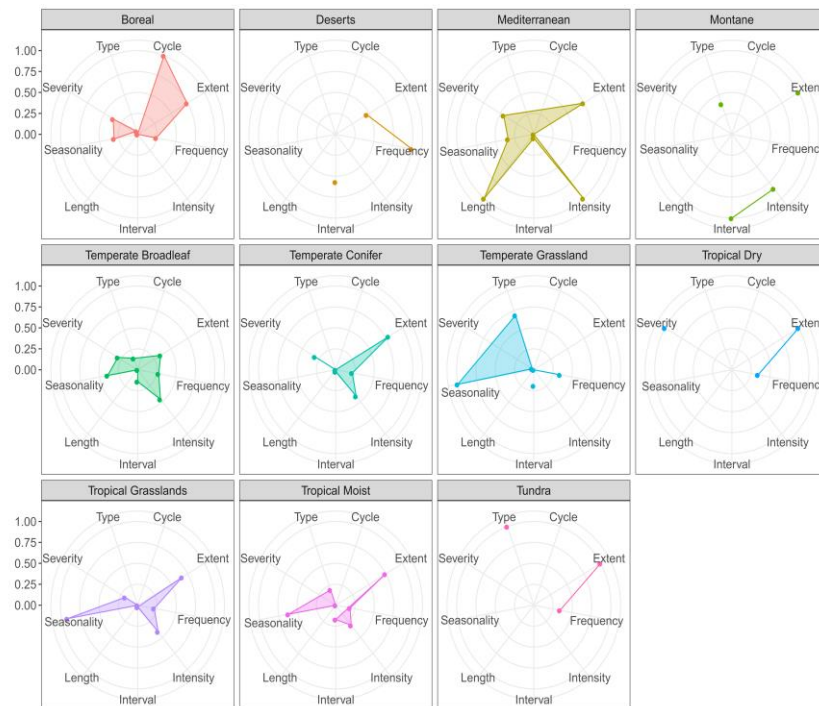 Boreal
Deserts
Mediterranean
Montane
1.00
0.75
0.50
0.25
0.00
Type Cycle
Severity Extent
Seasonality Frequency
Length Intensity
Interval
Type Cycle
Severity Extent
Seasonality Frequency
Length Intensity
Interval
Type Cycle
Severity Extent
Seasonality Frequency
Length Intensity
Interval
Type Cycle
Severity Extent
Seasonality Frequency
Length Intensity
Interval
Temperate Broadleaf
Temperate Conifer
Temperate Grassland
Tropical Dry
1.00
0.75
0.50
0.25
0.00
Type Cycle
Severity Extent
Seasonality Frequency
Length Intensity
Interval
Type Cycle
Severity Extent
Seasonality Frequency
Length Intensity
Interval
Type Cycle
Severity Extent
Seasonality Frequency
Length Intensity
Interval
Type Cycle
Severity Extent
Seasonality Frequency
Length Intensity
Interval
Tropical Grasslands
Tropical Moist
Tundra
1.00
0.75
0.50
0.25
0.00
Type Cycle
Severity Extent
Seasonality Frequency
Length Intensity
Interval
Type Cycle
Severity Extent
Seasonality Frequency
Length Intensity
Interval
Type Cycle
Severity Extent
Seasonality Frequency
Length Intensity
Interval